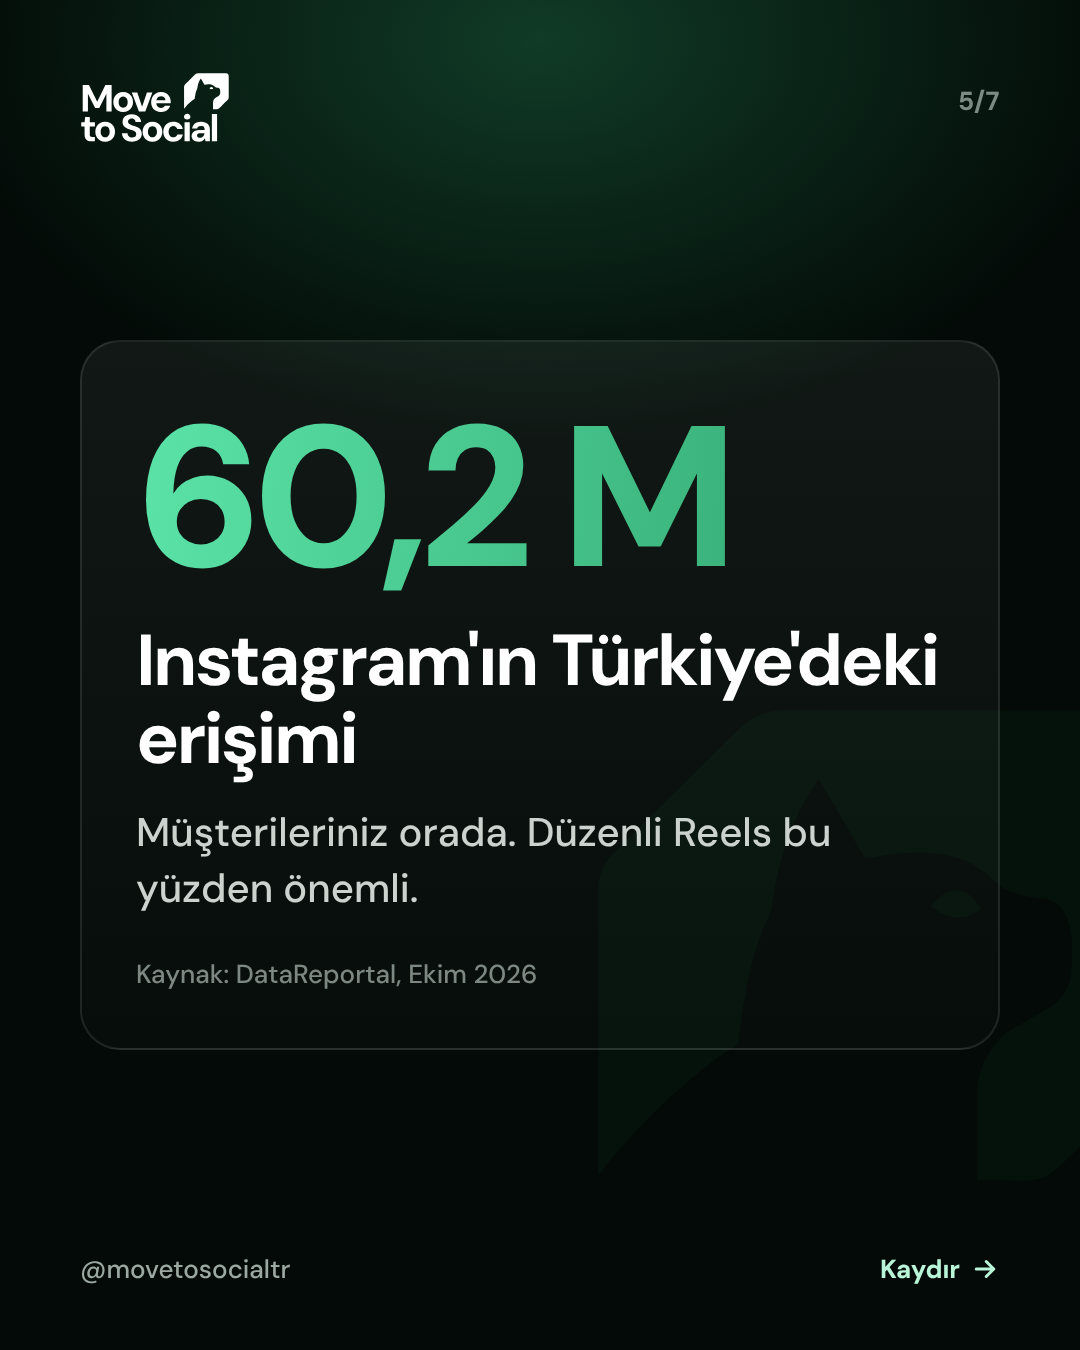 Move
to Social
5/7
60,2 M
Instagram'ın Türkiye'deki
erişimi
Müşterileriniz orada. Düzenli Reels bu
yüzden önemli.
Kaynak: DataReportal, Ekim 2026
@movetosocialtr
Kaydır →